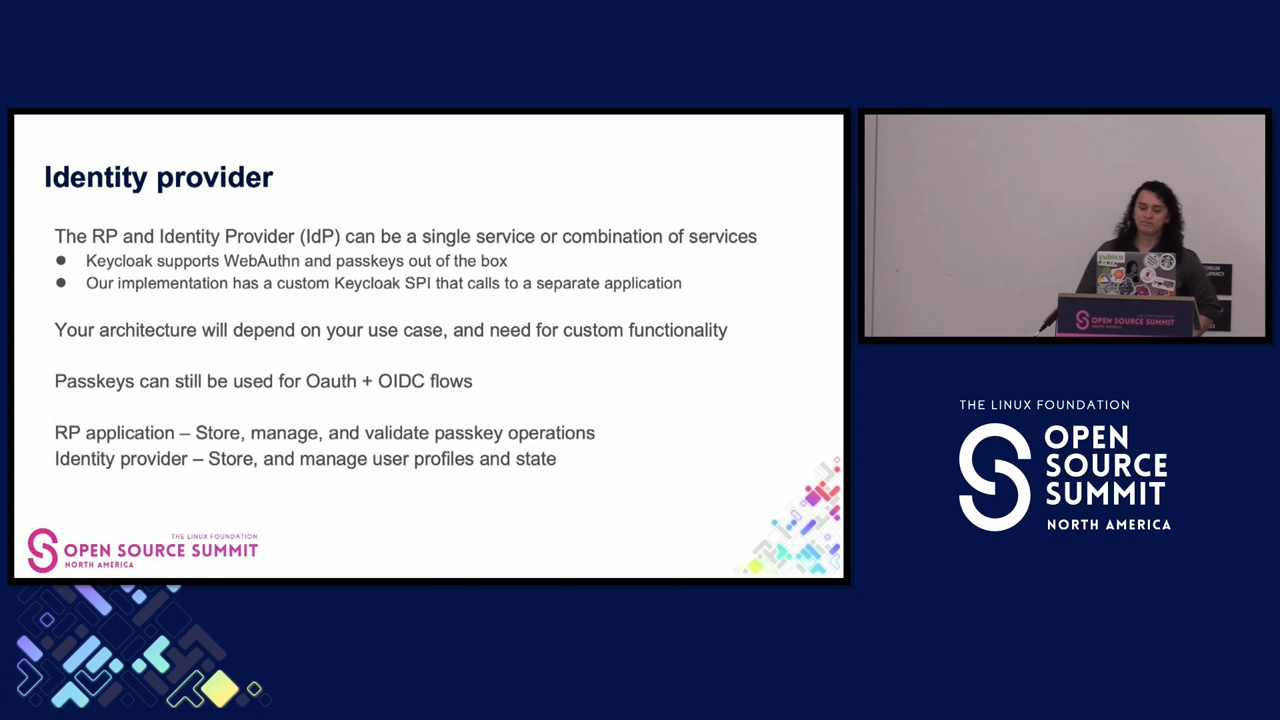 Identity provider
The RP and Identity Provider (IdP) can be a single service or combination of services
● Keycloak supports WebAuthn and passkeys out of the box
● Our implementation has a custom Keycloak SPI that calls to a separate application
Your architecture will depend on your use case, and need for custom functionality
Passkeys can still be used for Oauth + OIDC flows
RP application – Store, manage, and validate passkey operations
Identity provider – Store, and manage user profiles and state
THE LINUX FOUNDATION
OPEN SOURCE SUMMIT
NORTH AMERICA
yubico
OPEN SOURCE SUMMIT
NORTH AMERICA
THE LINUX FOUNDATION
OPEN
SOURCE
SUMMIT
NORTH AMERICA